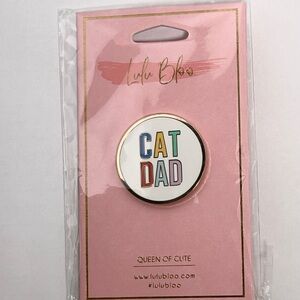 Lulu Bloo
CAT
DAD
QUEEN OF CUTE
www.lulubloo.com
#lulubloo